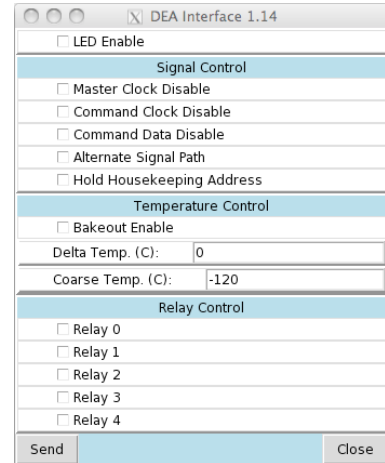 DEA Interface 1.14
LED Enable
Signal Control
Master Clock Disable
Command Clock Disable
Command Data Disable
Alternate Signal Path
Hold Housekeeping Address
Temperature Control
Bakeout Enable
Delta Temp. (C): 0
Coarse Temp. (C): -120
Relay Control
Relay 0
Relay 1
Relay 2
Relay 3
Relay 4
Send Close